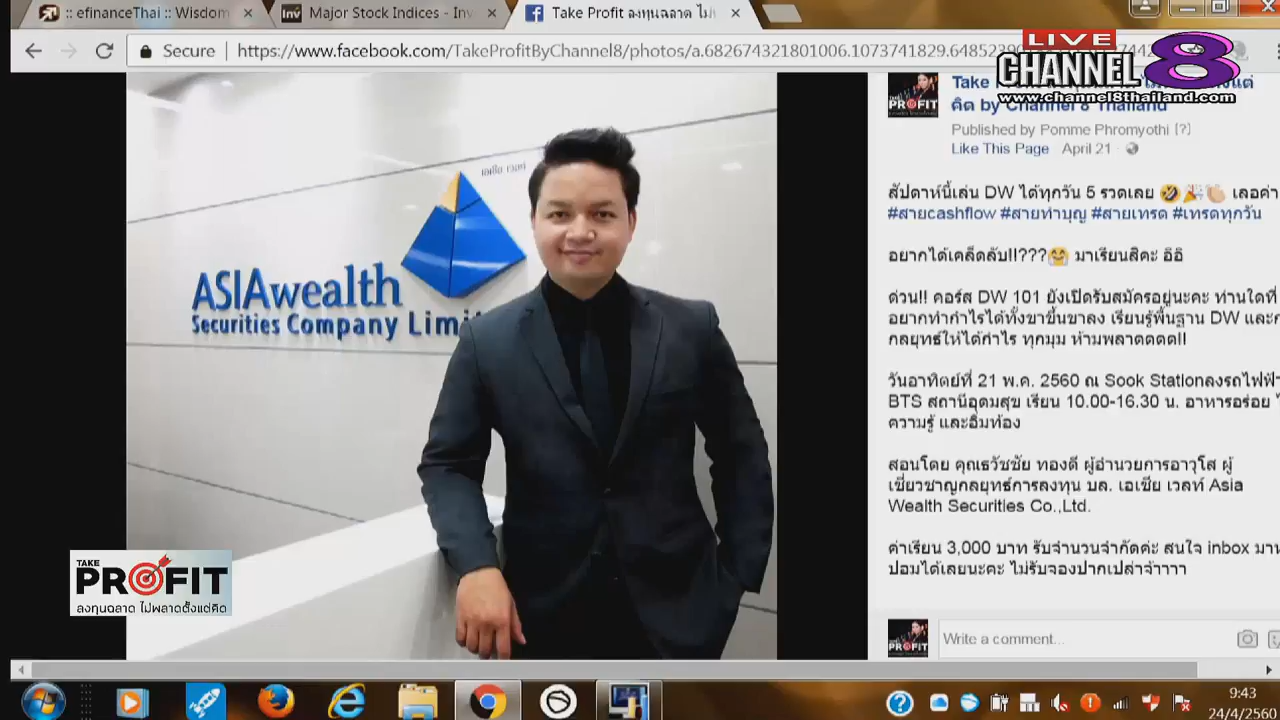 :: efinanceThai :: Wisdom
Major Stock Indices - Inv
Take Profit ลงทุนฉลาด ไม่
Secure
https://www.facebook.com/TakeProfitByChannel8/photos/a.682674321801006.1073741829.6485239
LIVE
CHANNEL 8
www.channel8thailand.com
Take
คิด by Channel 8 Thailand
Published by Pomme Phromyothi [?]
Like This Page April 21
สัปดาห์นี้เล่น DW ได้ทุกวัน 5 รวดเลย 🤣🎉👏🏻 เลอค่า
#สายcashflow #สายทำบุญ #สายเทรด #เทรดทุกวัน
อยากได้เคล็ดลับ!!???🤗 มาเรียนสิคะ อิอิ
ด่วน!! คอร์ส DW 101 ยังเปิดรับสมัครอยู่นะคะ ท่านใดที่
อยากทำกำไรได้ทั้งขาขึ้นขาลง เรียนรู้พื้นฐาน DW และก
กลยุทธ์ให้ได้กำไร ทุกมุม ห้ามพลาดดดด!!
วันอาทิตย์ที่ 21 พ.ค. 2560 ณ Sook Stationลงรถไฟฟ้า
BTS สถานีอุดมสุข เรียน 10.00-16.30 น. อาหารอร่อย ไ
ความรู้ และอิ่มท้อง
สอนโดย คุณธวัชชัย ทองดี ผู้อำนวยการอาวุโส ผู้
เชี่ยวชาญกลยุทธ์การลงทุน บล. เอเชีย เวลท์ Asia
Wealth Securities Co.,Ltd.
ค่าเรียน 3,000 บาท รับจำนวนจำกัดค่ะ สนใจ inbox มาห
ปอมได้เลยนะคะ ไม่รับจองปากเปล่าจ้าาาา
Write a comment...
เอเชีย เวลท์
ASIAwealth
Securities Company Limi
TAKE
PROFIT
ลงทุนฉลาด ไม่พลาดตั้งแต่คิด
9:43
24/4/2560